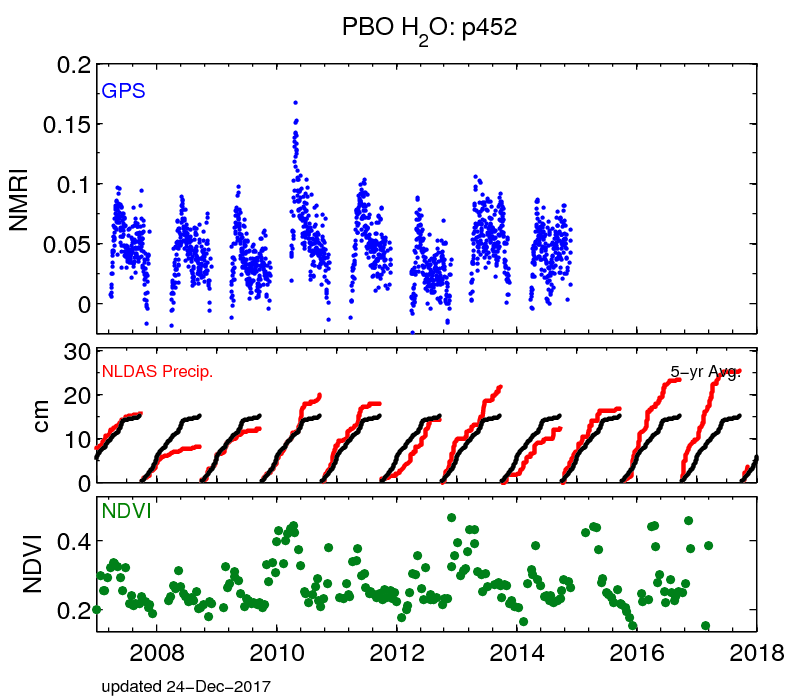 PBO H2O: p452
0.2
GPS
0.15
0.1
0.05
0
NMRI
30
NLDAS Precip.
5−yr Avg.
20
10
0
cm
NDVI
0.4
0.2
NDVI
2008 2010 2012 2014 2016 2018
updated 24−Dec−2017